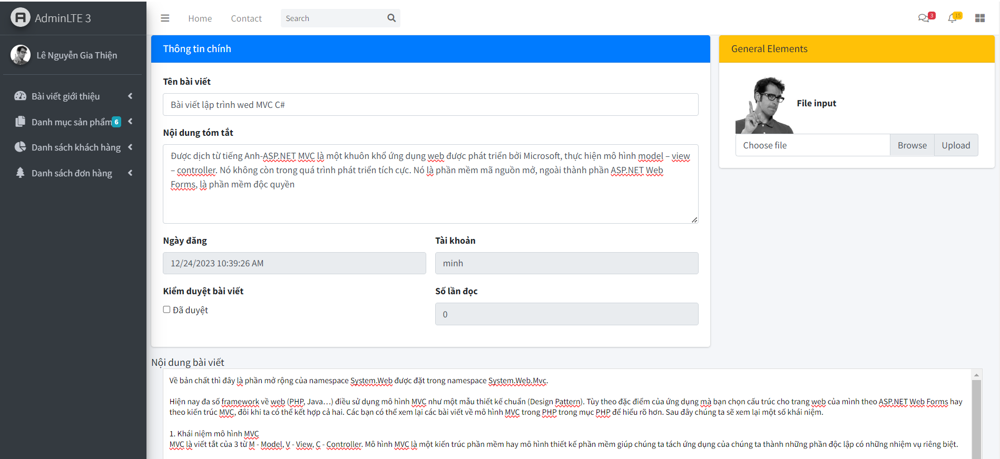 AdminLTE 3
Lê Nguyễn Gia Thiện
Bài viết giới thiệu
Danh mục sản phẩm 6
Danh sách khách hàng
Danh sách đơn hàng
Home Contact Search 3 15
Thông tin chính
Tên bài viết
Bài viết lập trình wed MVC C#
Nội dung tóm tắt
Được dịch từ tiếng Anh-ASP.NET MVC là một khuôn khổ ứng dụng web được phát triển bởi Microsoft, thực hiện mô hình model – view
– controller. Nó không còn trong quá trình phát triển tích cực. Nó là phần mềm mã nguồn mở, ngoài thành phần ASP.NET Web
Forms, là phần mềm độc quyền
Ngày đăng Tài khoản
12/24/2023 10:39:26 AM minh
Kiểm duyệt bài viết Số lần đọc
Đã duyệt 0
General Elements
File input
Choose file Browse Upload
Nội dung bài viết
Về bản chất thì đây là phần mở rộng của namespace System.Web được đặt trong namespace System.Web.Mvc.
Hiện nay đa số framework về web (PHP, Java...) điều sử dụng mô hình MVC như một mẫu thiết kế chuẩn (Design Pattern). Tùy theo đặc điểm của ứng dụng mà bạn chọn cấu trúc cho trang web của mình theo ASP.NET Web Forms hay
theo kiến trúc MVC, đôi khi ta có thể kết hợp cả hai. Các bạn có thể xem lại các bài viết về mô hình MVC trong PHP trong mục PHP để hiểu rõ hơn. Sau đây chúng ta sẽ xem lại một số khái niệm.
1. Khái niệm mô hình MVC
MVC là viết tắt của 3 từ M - Model, V - View, C - Controller. Mô hình MVC là một kiến trúc phần mềm hay mô hình thiết kế phần mềm giúp chúng ta tách ứng dụng của chúng ta thành những phần độc lập có những nhiệm vụ riêng biệt.